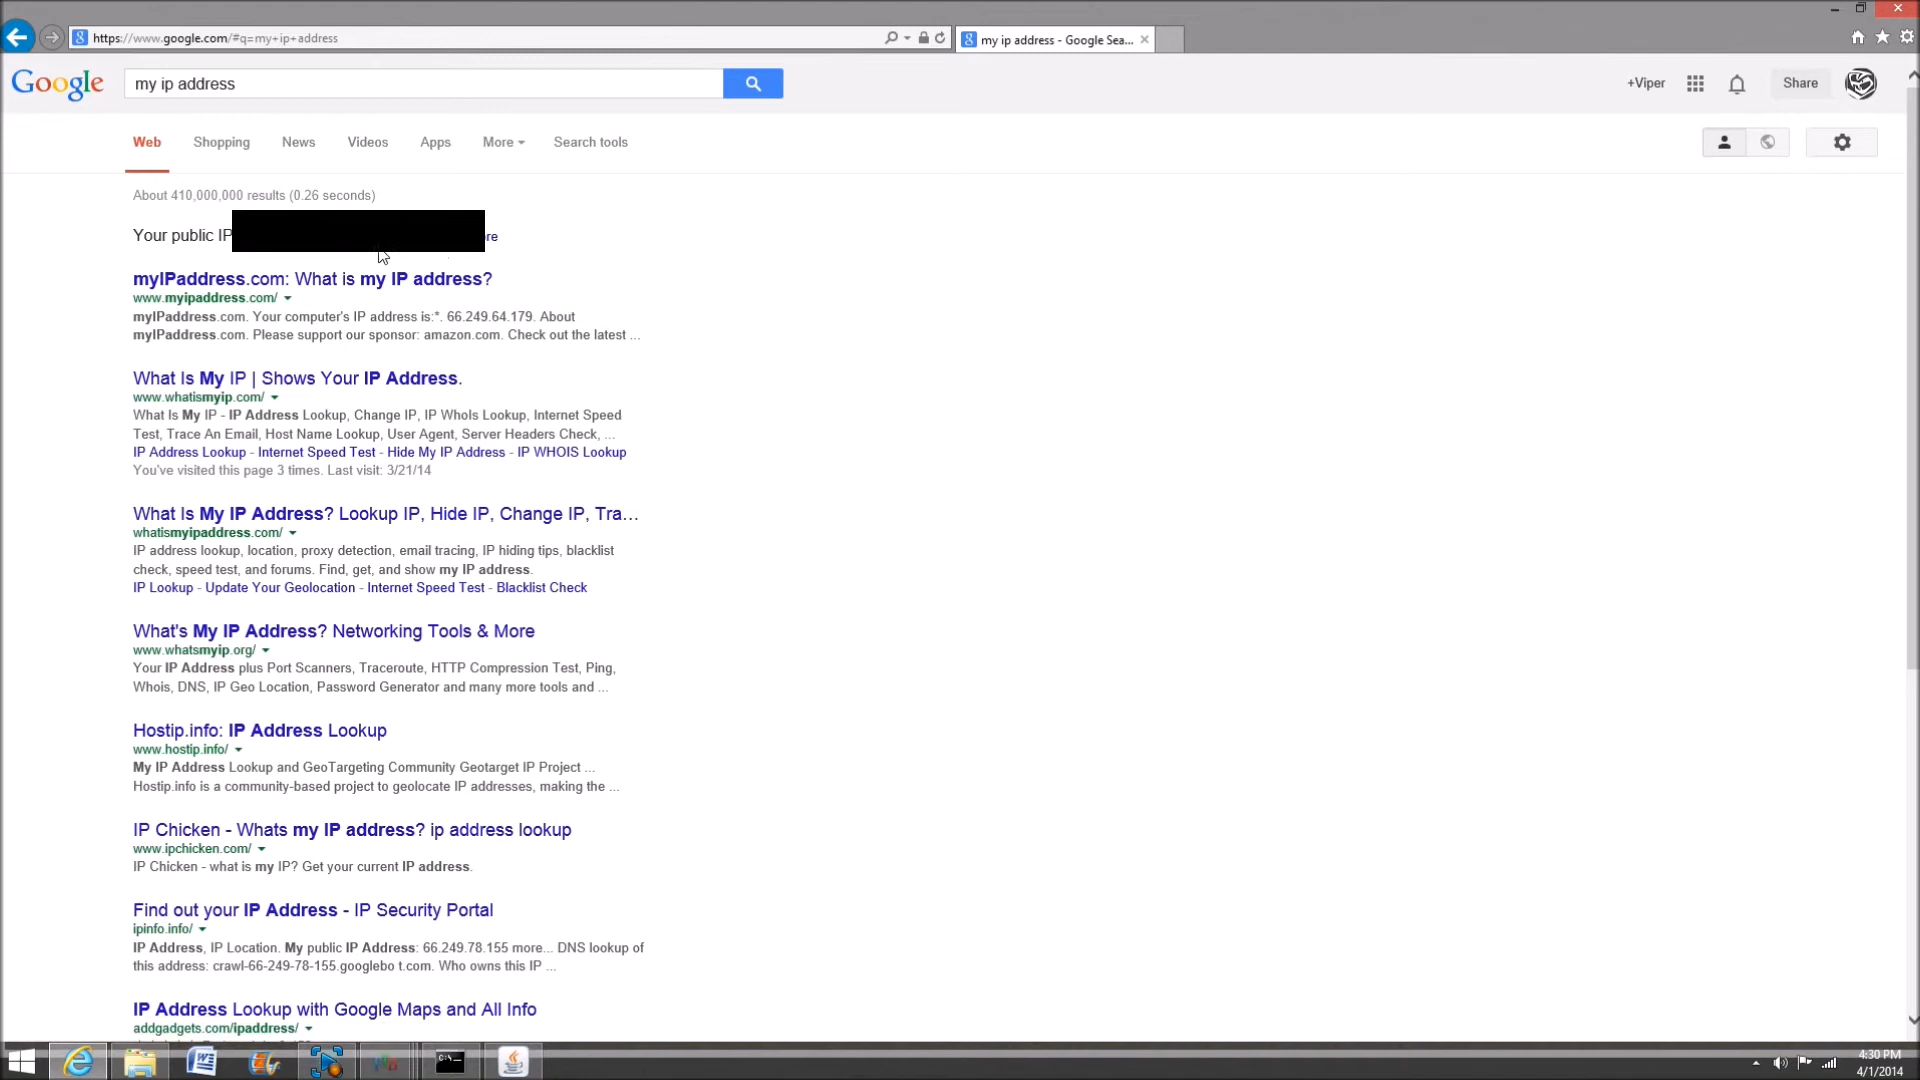 https://www.google.com/#q=my+ip+address
my ip address - Google Sea...
Google
my ip address
+Viper
Share
Web
Shopping
News
Videos
Apps
More
Search tools
About 410,000,000 results (0.26 seconds)
Your public IP
myIPaddress.com: What is my IP address?
www.myipaddress.com/
myIPaddress.com. Your computer's IP address is:*. 66.249.64.179. About
myIPaddress.com. Please support our sponsor: amazon.com. Check out the latest ...
What Is My IP | Shows Your IP Address.
www.whatismyip.com/
What Is My IP - IP Address Lookup, Change IP, IP WhoIs Lookup, Internet Speed
Test, Trace An Email, Host Name Lookup, User Agent, Server Headers Check, ...
IP Address Lookup - Internet Speed Test - Hide My IP Address - IP WHOIS Lookup
You've visited this page 3 times. Last visit: 3/21/14
What Is My IP Address? Lookup IP, Hide IP, Change IP, Tra...
whatismyipaddress.com/
IP address lookup, location, proxy detection, email tracing, IP hiding tips, blacklist
check, speed test, and forums. Find, get, and show my IP address.
IP Lookup - Update Your Geolocation - Internet Speed Test - Blacklist Check
What's My IP Address? Networking Tools & More
www.whatsmyip.org/
Your IP Address plus Port Scanners, Traceroute, HTTP Compression Test, Ping,
Whois, DNS, IP Geo Location, Password Generator and many more tools and ...
Hostip.info: IP Address Lookup
www.hostip.info/
My IP Address Lookup and GeoTargeting Community Geotarget IP Project ...
Hostip.info is a community-based project to geolocate IP addresses, making the ...
IP Chicken - Whats my IP address? ip address lookup
www.ipchicken.com/
IP Chicken - what is my IP? Get your current IP address.
Find out your IP Address - IP Security Portal
ipinfo.info/
IP Address, IP Location. My public IP Address: 66.249.78.155 more... DNS lookup of
this address: crawl-66-249-78-155.googlebo t.com. Who owns this IP ...
IP Address Lookup with Google Maps and All Info
addgadgets.com/ipaddress/
4:30 PM
4/1/2014